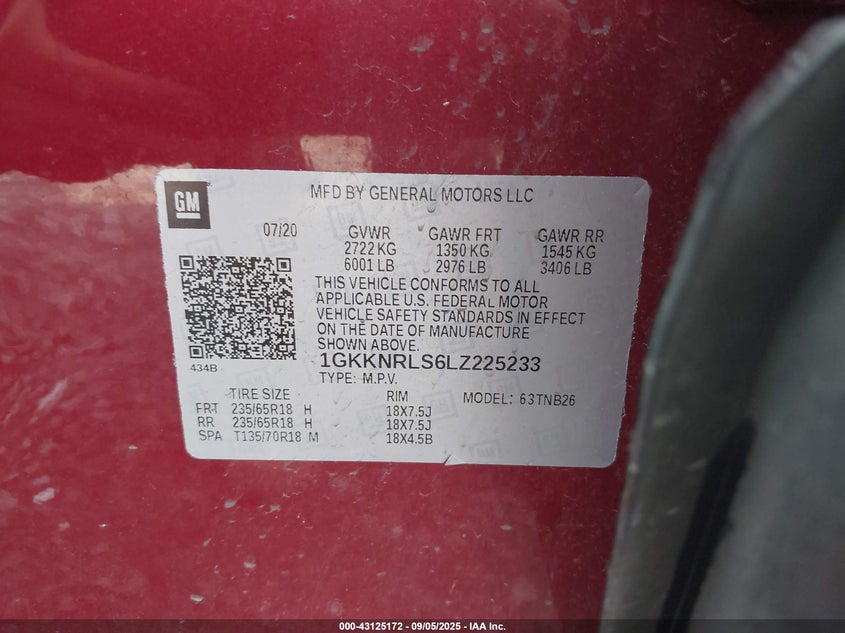 GM
MFD BY GENERAL MOTORS LLC
07/20 GVWR GAWR FRT GAWR RR
2722 KG 1350 KG 1545 KG
6001 LB 2976 LB 3406 LB
THIS VEHICLE CONFORMS TO ALL
APPLICABLE U.S. FEDERAL MOTOR
VEHICLE SAFETY STANDARDS IN EFFECT
ON THE DATE OF MANUFACTURE
SHOWN ABOVE.
434B
1GKKNRLS6LZ225233
TYPE: M.P.V.
TIRE SIZE RIM MODEL: 63TNB26
FRT 235/65R18 H 18X7.5J
RR 235/65R18 H 18X7.5J
SPA T135/70R18 M 18X4.5B
000-43125172 - 09/05/2025 - IAA Inc.